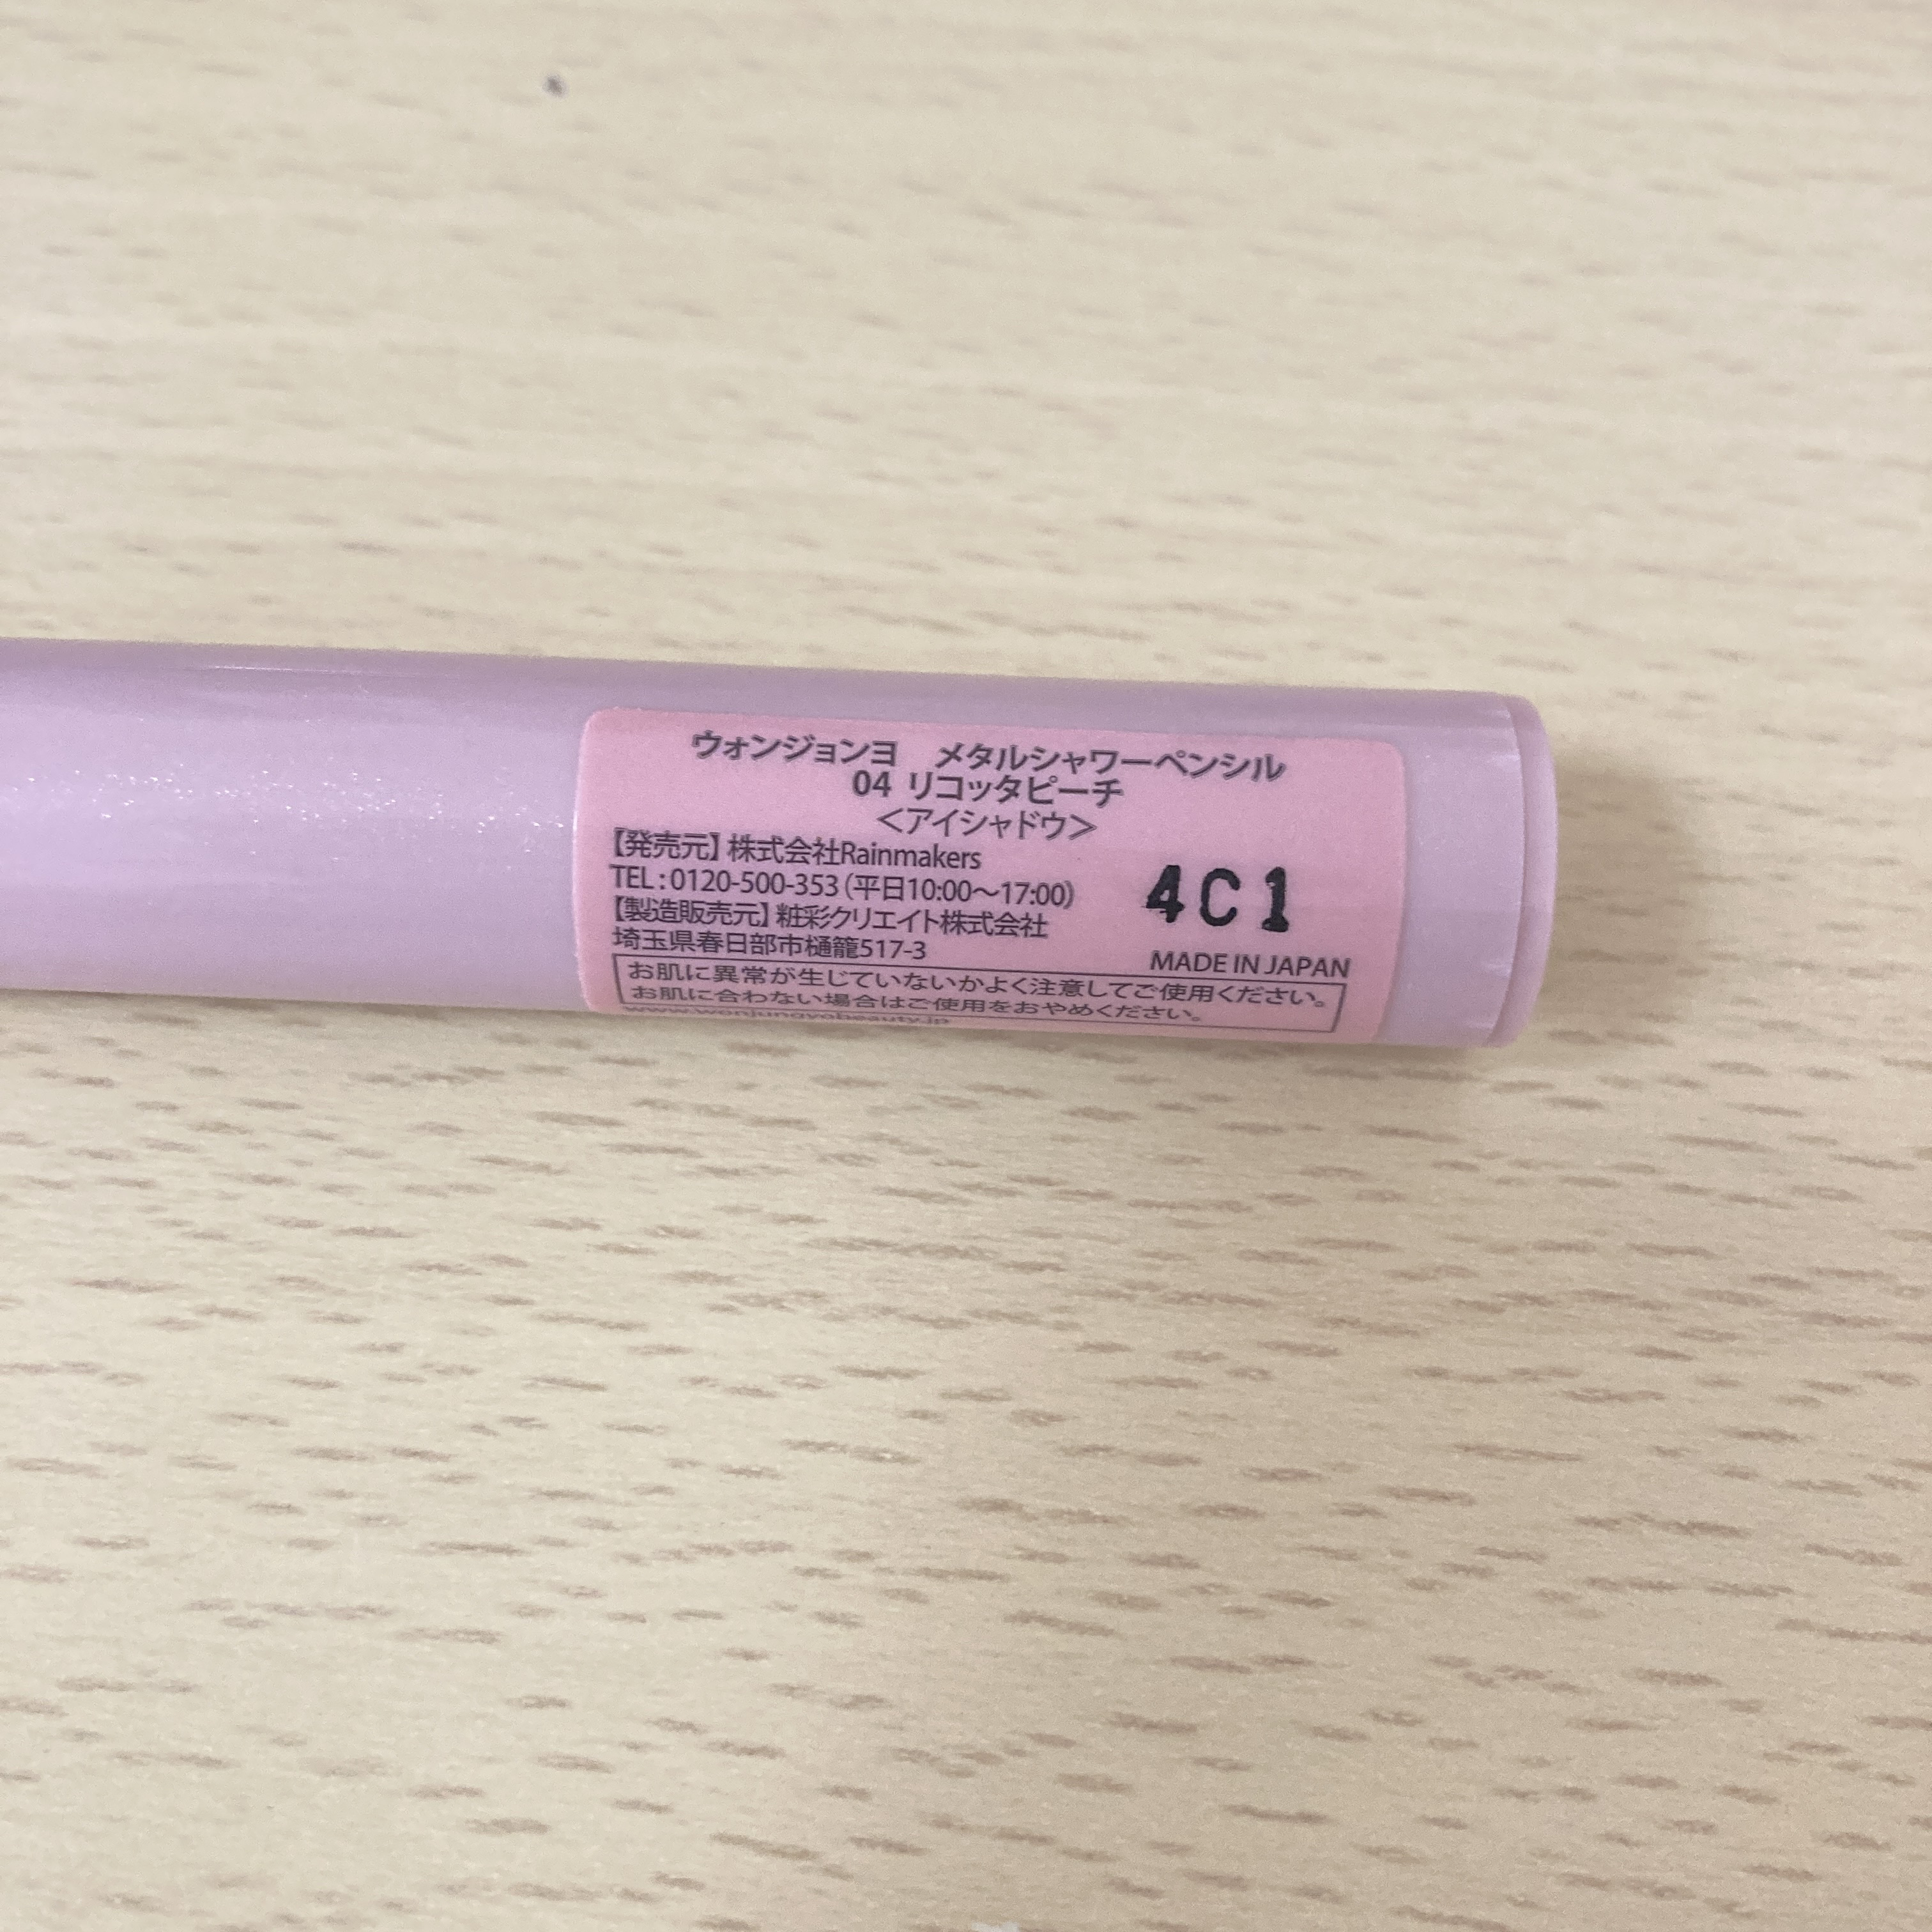 ウォンジョンヨ　メタルシャワーペンシル
04 リコッタピーチ
＜アイシャドウ＞
【発売元】株式会社Rainmakers
TEL：0120-500-353（平日10:00～17:00）
【製造販売元】粧彩クリエイト株式会社
埼玉県春日部市樋籠517-3
4C1
MADE IN JAPAN
お肌に異常が生じていないかよく注意してご使用ください。
お肌に合わない場合はご使用をおやめください。
www.wonjungyobeauty.jp